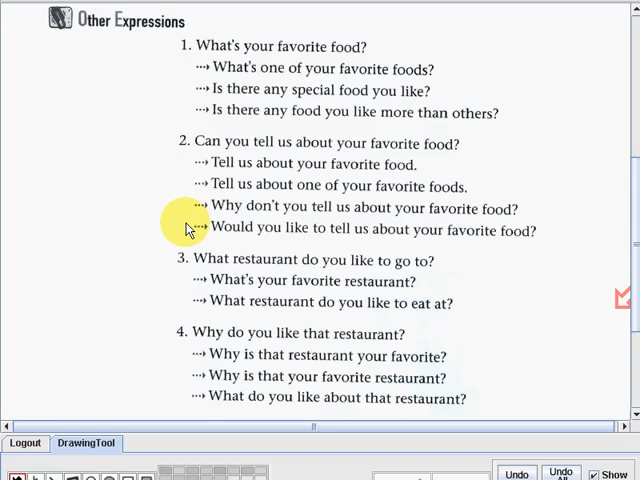 Other Expressions
1. What's your favorite food?
What's one of your favorite foods?
Is there any special food you like?
Is there any food you like more than others?
2. Can you tell us about your favorite food?
Tell us about your favorite food.
Tell us about one of your favorite foods.
Why don't you tell us about your favorite food?
Would you like to tell us about your favorite food?
3. What restaurant do you like to go to?
What's your favorite restaurant?
What restaurant do you like to eat at?
4. Why do you like that restaurant?
Why is that restaurant your favorite?
Why is that your favorite restaurant?
What do you like about that restaurant?
Logout DrawingTool
Undo Undo All Show